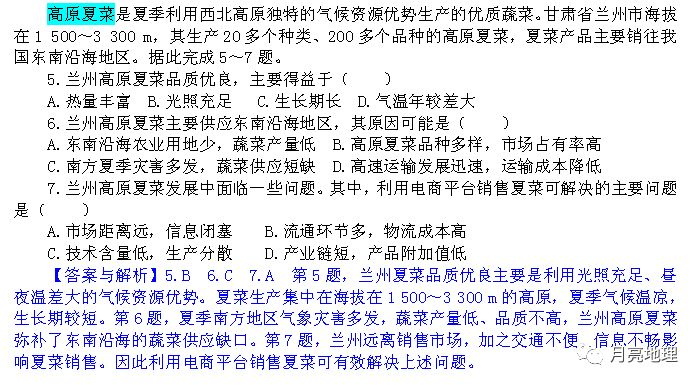 高原夏菜是夏季利用西北高原独特的气候资源优势生产的优质蔬菜。甘肃省兰州市海拔
在1 500～3 300 m，其生产20多个种类、200多个品种的高原夏菜，夏菜产品主要销往我
国东南沿海地区。据此完成5～7题。
5.兰州高原夏菜品质优良，主要得益于（  ）
A.热量丰富 B.光照充足 C.生长期长 D.气温年较差大
6.兰州高原夏菜主要供应东南沿海地区，其原因可能是（  ）
A.东南沿海农业用地少，蔬菜产量低 B.高原夏菜品种多样，市场占有率高
C.南方夏季灾害多发，蔬菜供应短缺 D.高速运输发展迅速，运输成本降低
7.兰州高原夏菜发展中面临一些问题。其中，利用电商平台销售夏菜可解决的主要问题
是（  ）
A.市场距离远，信息闭塞 B.流通环节多，物流成本高
C.技术含量低，生产分散 D.产业链短，产品附加值低
【答案与解析】5.B 6.C 7.A 第5题，兰州夏菜品质优良主要是利用光照充足、昼
夜温差大的气候资源优势。夏菜生产集中在海拔在1 500～3 300 m的高原，夏季气候温凉，
生长期较短。第6题，夏季南方地区气象灾害多发，蔬菜产量低、品质不高，兰州高原夏菜
弥补了东南沿海的蔬菜供应缺口。第7题，兰州远离销售市场，加之交通不便，信息不畅影
响夏菜销售。因此利用电商平台销售夏菜可有效解决上述问题。
月亮地理